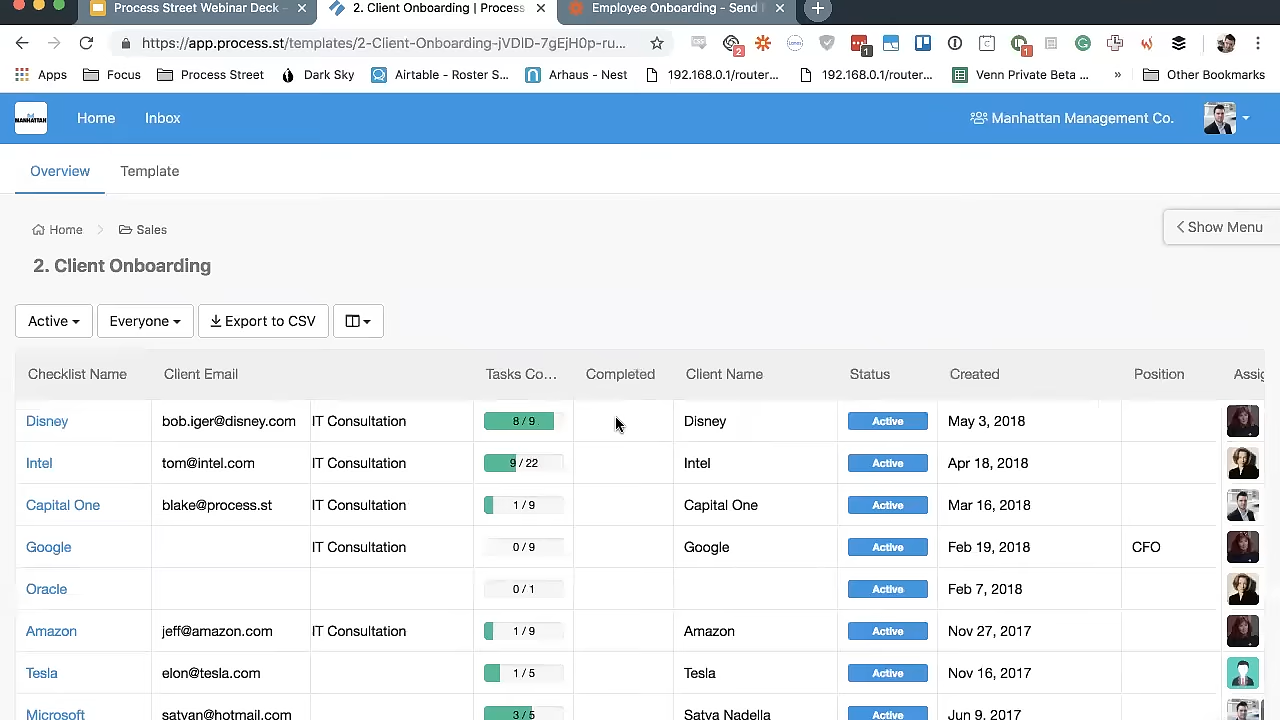 Process Street Webinar Deck -
2. Client Onboarding | Process
Employee Onboarding - Send
https://app.process.st/templates/2-Client-Onboarding-jVDID-7gEjH0p-ru...
2
1
1
Apps
Focus
Process Street
Dark Sky
Airtable - Roster S...
Arhaus - Nest
192.168.0.1/router...
192.168.0.1/router...
Venn Private Beta ...
»
Other Bookmarks
MANHATTAN
Home
Inbox
Manhattan Management Co.
Overview
Template
Home
Sales
Show Menu
2. Client Onboarding
Active
Everyone
Export to CSV
Checklist Name Client Email Tasks Co... Completed Client Name Status Created Position Assig
Disney bob.iger@disney.com IT Consultation 8 / 9 Disney Active May 3, 2018
Intel tom@intel.com IT Consultation 9 / 22 Intel Active Apr 18, 2018
Capital One blake@process.st IT Consultation 1 / 9 Capital One Active Mar 16, 2018
Google IT Consultation 0 / 9 Google Active Feb 19, 2018 CFO
Oracle 0 / 1 Active Feb 7, 2018
Amazon jeff@amazon.com IT Consultation 1 / 9 Amazon Active Nov 27, 2017
Tesla elon@tesla.com 1 / 5 Tesla Active Nov 16, 2017
Microsoft satyan@hotmail.com 3 / 5 Satya Nadella Active Jun 9, 2017